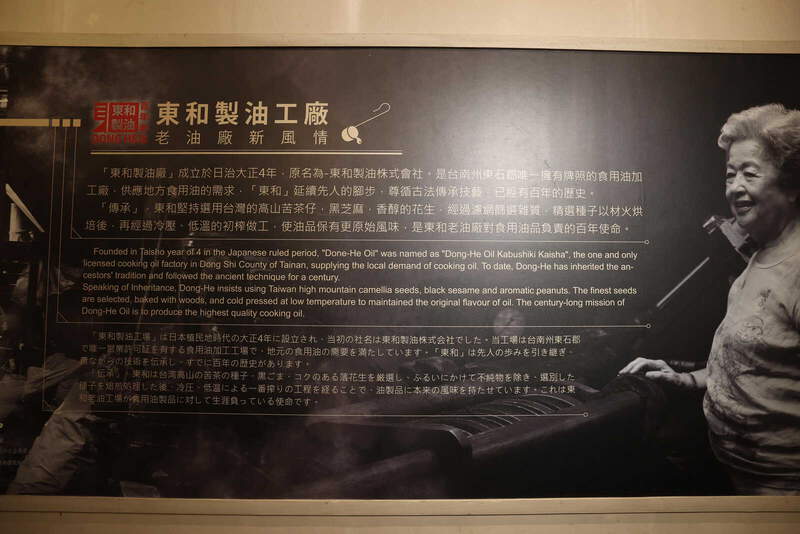 東和製油
東和製油工廠
老油廠新風情
「東和製油廠」成立於日治大正4年，原名為-東和製油株式會社，是台南州東石郡唯一擁有牌照的食用油加
工廠，供應地方食用油的需求，「東和」延續先人的腳步，尊循古法傳承技藝，已經有百年的歷史。
「傳承」，東和堅持選用台灣的高山苦茶仔，黑芝麻，香醇的花生，經過濾網篩選雜質，精選種子以材火烘
培後，再經過冷壓，低溫的初榨做工，使油品保有更原始風味，是東和老油廠對食用油品負責的百年使命。
Founded in Taisho year of 4 in the Japanese ruled period, "Done-He Oil" was named as "Dong-He Oil Kabushiki Kaisha", the one and only
licensed cooking oil factory in Dong Shi County of Tainan, supplying the local demand of cooking oil. To date, Dong-He has inherited the an-
cestors' tradition and followed the ancient technique for a century.
Speaking of Inheritance, Dong-He insists using Taiwan high mountain camellia seeds, black sesame and aromatic peanuts. The finest seeds
are selected, baked with woods, and cold pressed at low temperature to maintained the original flavour of oil. The century-long mission of
Dong-He Oil is to produce the highest quality cooking oil.
「東和製油工場」は日本植民地時代の大正4年に設立され、当初の社名は東和製油株式会社でした。当工場は台南州東石郡
で唯一営業許可証を有する食用油加工工場で、地元の食用油の需要を満たしています。「東和」は先人の歩みを引き継ぎ、
昔ながらの技術を伝承し、すでに百年の歴史があります。
「伝承」、東和は台湾高山の苦茶の種子、黒ごま、コクのある落花生を厳選し、ふるいにかけて不純物を除き、選別した
種子を焙煎処理した後、冷圧、低温による一番搾りの工程を経ることで、油製品に本来の風味を持たせています。これは東
和老油工場が食用油製品に対して生涯負っている使命です。